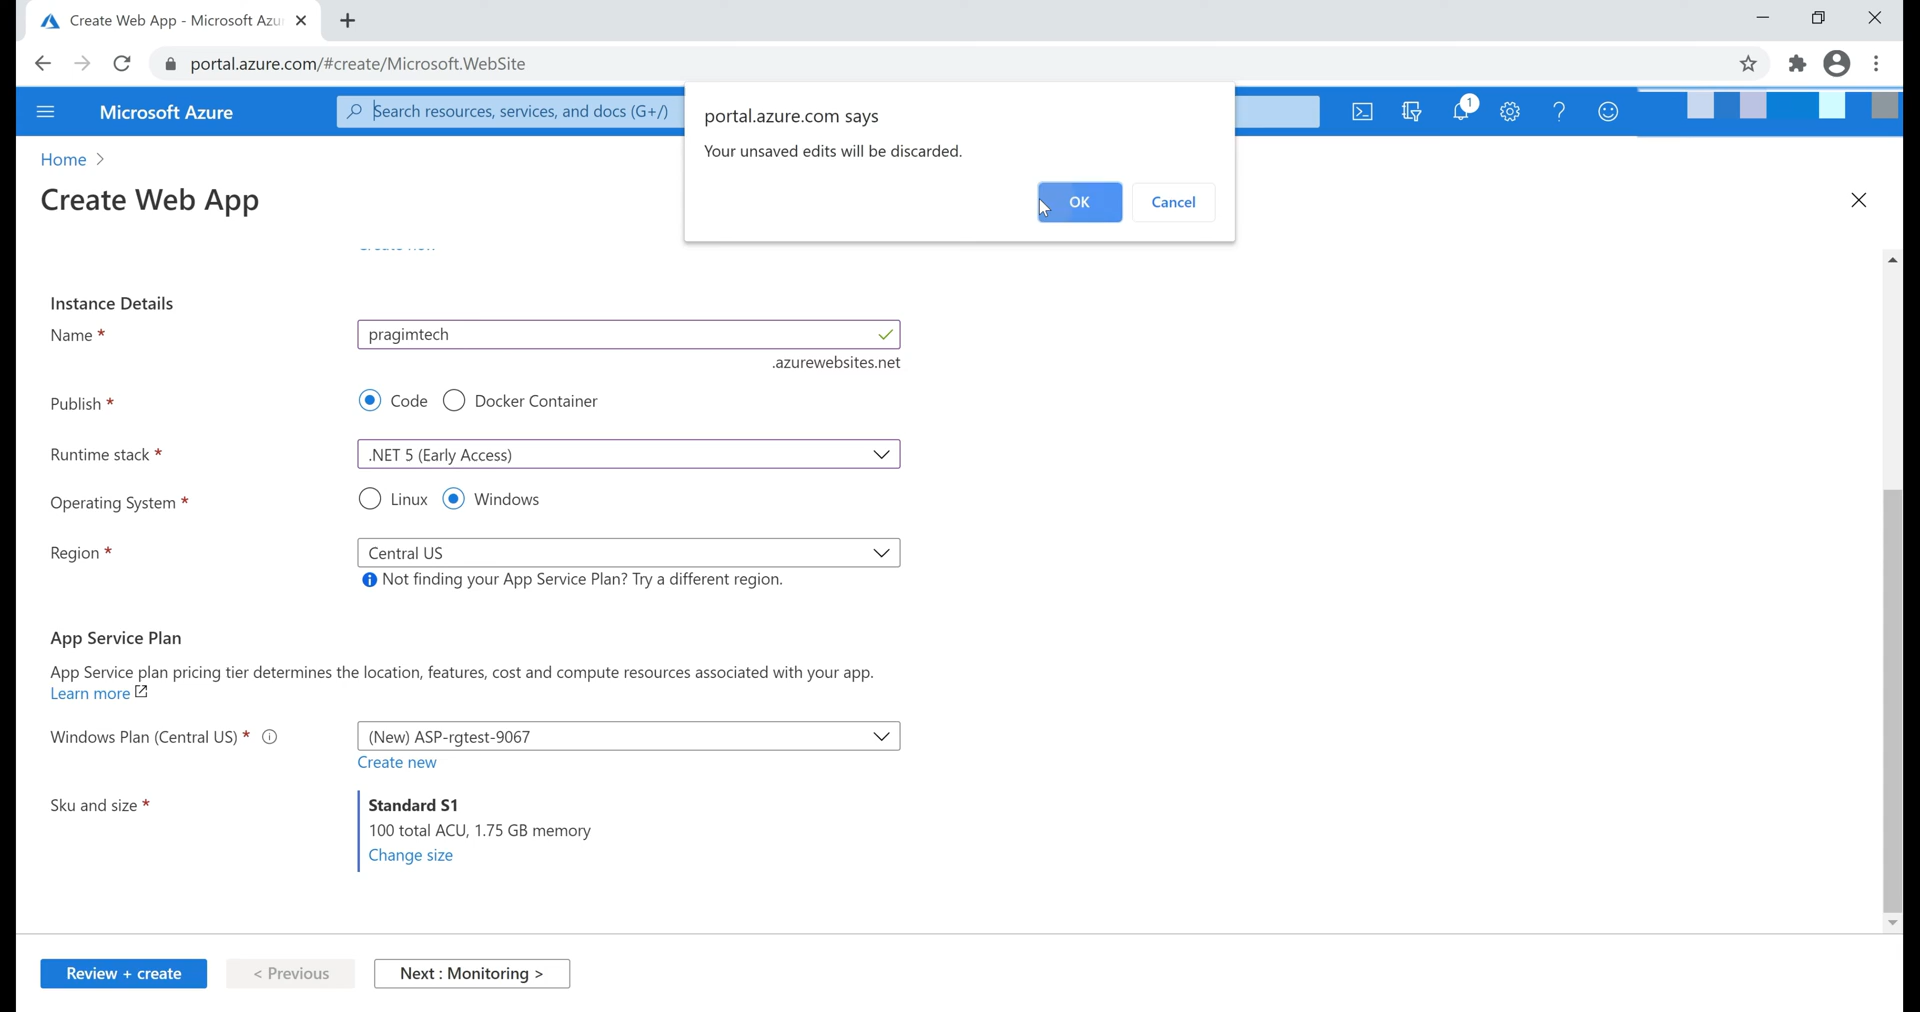 Create Web App - Microsoft Azu
portal.azure.com/#create/Microsoft.WebSite
Microsoft Azure
Search resources, services, and docs (G+/)
1
portal.azure.com says
Your unsaved edits will be discarded.
OK
Cancel
Home >
Create Web App
Instance Details
Name *
pragimtech
.azurewebsites.net
Publish *
Code
Docker Container
Runtime stack *
.NET 5 (Early Access)
Operating System *
Linux
Windows
Region *
Central US
Not finding your App Service Plan? Try a different region.
App Service Plan
App Service plan pricing tier determines the location, features, cost and compute resources associated with your app.
Learn more
Windows Plan (Central US) *
(New) ASP-rgtest-9067
Create new
Sku and size *
Standard S1
100 total ACU, 1.75 GB memory
Change size
Review + create
< Previous
Next : Monitoring >